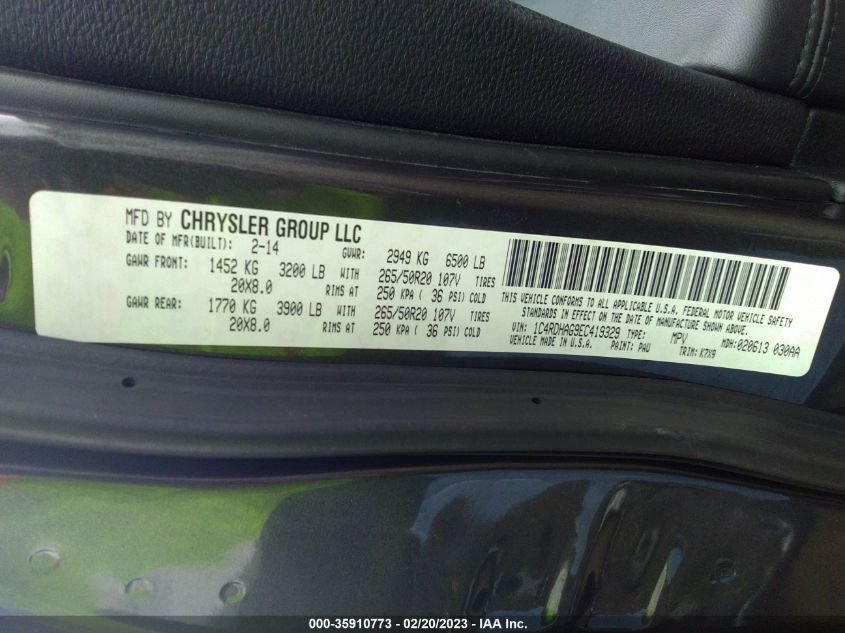 MFD BY CHRYSLER GROUP LLC
DATE OF MFR(BUILT): 2-14 GVWR: 2949 KG 6500 LB
GAWR FRONT: 1452 KG 3200 LB WITH 265/50R20 107V TIRES
20X8.0 RIMS AT 250 KPA ( 36 PSI) COLD
GAWR REAR: 1770 KG 3900 LB WITH 265/50R20 107V TIRES
20X8.0 RIMS AT 250 KPA ( 36 PSI) COLD
THIS VEHICLE CONFORMS TO ALL APPLICABLE U.S.A. FEDERAL MOTOR VEHICLE SAFETY
STANDARDS IN EFFECT ON THE DATE OF MANUFACTURE SHOWN ABOVE.
VIN: 1C4RDHAG9EC419329 TYPE: MPV MDH: 020613 030AA
VEHICLE MADE IN U.S.A. PAINT: PAU TRIM: K7X9
000-35910773 — 02/20/2023 — IAA Inc.